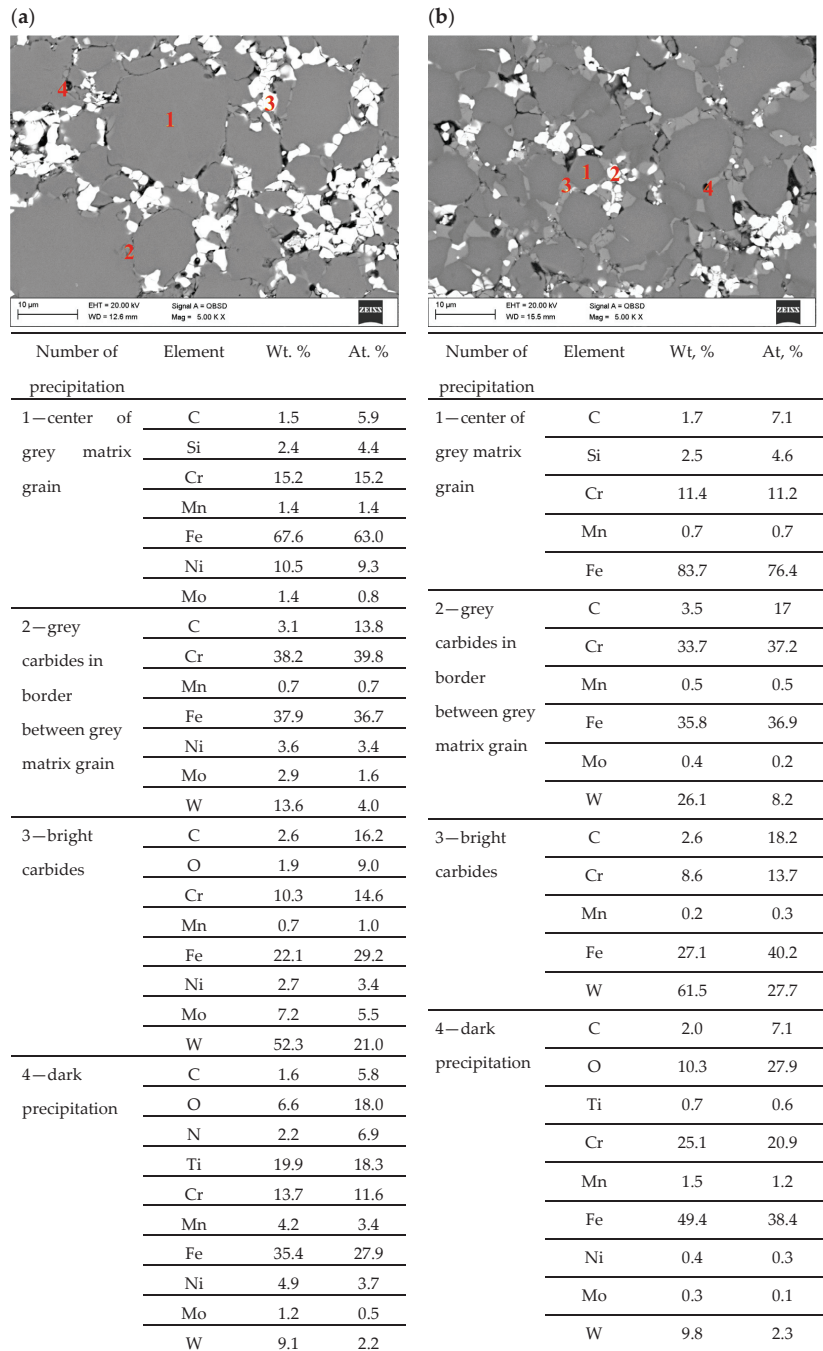 (a)
4
3
1
2
10 µm
EHT = 20.00 kV
WD = 12.6 mm
Signal A = QBSD
Mag = 5.00 K X
ZEISS
Number of precipitation Element Wt. % At. %
1—center of grey matrix grain C 1.5 5.9
Si 2.4 4.4
Cr 15.2 15.2
Mn 1.4 1.4
Fe 67.6 63.0
Ni 10.5 9.3
Mo 1.4 0.8
2—grey carbides in border between grey matrix grain C 3.1 13.8
Cr 38.2 39.8
Mn 0.7 0.7
Fe 37.9 36.7
Ni 3.6 3.4
Mo 2.9 1.6
W 13.6 4.0
3—bright carbides C 2.6 16.2
O 1.9 9.0
Cr 10.3 14.6
Mn 0.7 1.0
Fe 22.1 29.2
Ni 2.7 3.4
Mo 7.2 5.5
W 52.3 21.0
4—dark precipitation C 1.6 5.8
O 6.6 18.0
N 2.2 6.9
Ti 19.9 18.3
Cr 13.7 11.6
Mn 4.2 3.4
Fe 35.4 27.9
Ni 4.9 3.7
Mo 1.2 0.5
W 9.1 2.2
(b)
1
2
3
4
10 µm
EHT = 20.00 kV
WD = 15.5 mm
Signal A = QBSD
Mag = 5.00 K X
ZEISS
Number of precipitation Element Wt, % At, %
1—center of grey matrix grain C 1.7 7.1
Si 2.5 4.6
Cr 11.4 11.2
Mn 0.7 0.7
Fe 83.7 76.4
2—grey carbides in border between grey matrix grain C 3.5 17
Cr 33.7 37.2
Mn 0.5 0.5
Fe 35.8 36.9
Mo 0.4 0.2
W 26.1 8.2
3—bright carbides C 2.6 18.2
Cr 8.6 13.7
Mn 0.2 0.3
Fe 27.1 40.2
W 61.5 27.7
4—dark precipitation C 2.0 7.1
O 10.3 27.9
Ti 0.7 0.6
Cr 25.1 20.9
Mn 1.5 1.2
Fe 49.4 38.4
Ni 0.4 0.3
Mo 0.3 0.1
W 9.8 2.3